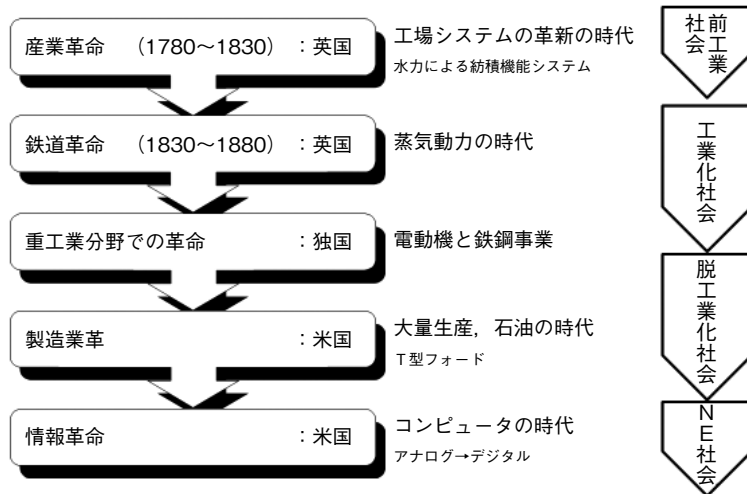 産業革命 （1780〜1830）：英国
工場システムの革新の時代
水力による紡積機能システム
鉄道革命 （1830〜1880）：英国
蒸気動力の時代
重工業分野での革命 ：独国
電動機と鉄鋼事業
製造業革 ：米国
大量生産，石油の時代
Ｔ型フォード
情報革命 ：米国
コンピュータの時代
アナログ→デジタル
前工業
社会
工業化社会
脱工業化社会
ＮＥ社会